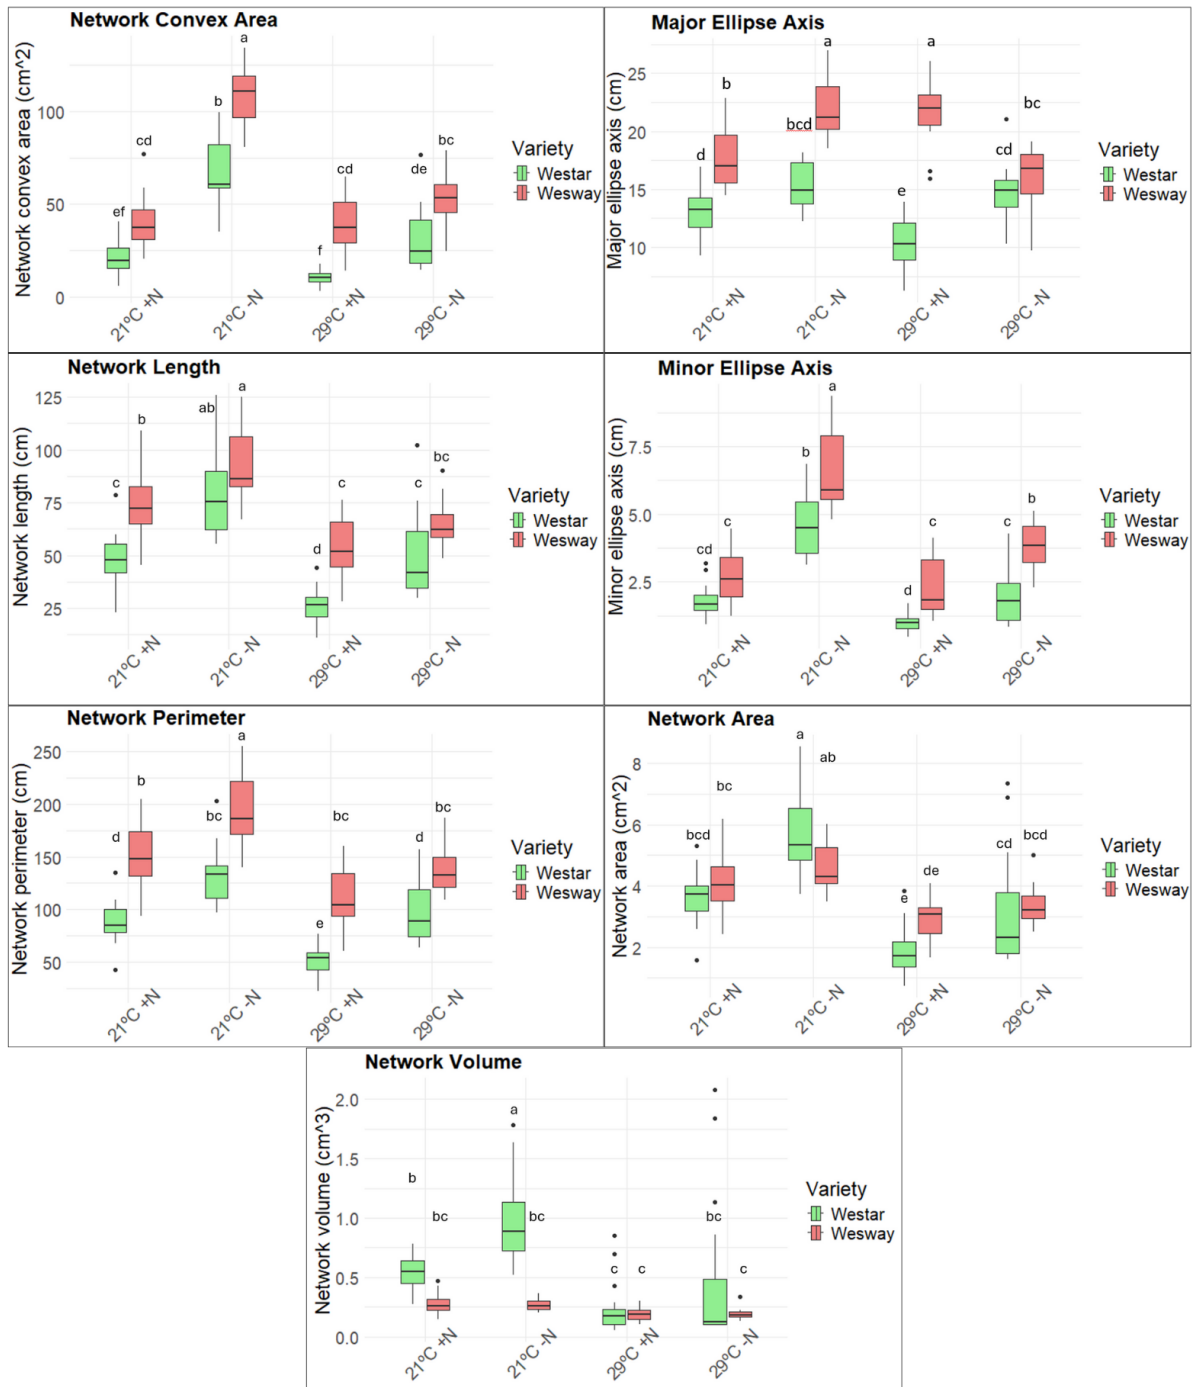 Network Convex Area
Network convex area (cm^2)
100
50
0
ef
cd
b
a
f
cd
de
bc
21ºC +N
21ºC -N
29ºC +N
29ºC -N
Variety
Westar
Wesway
Major Ellipse Axis
Major ellipse axis (cm)
25
20
15
10
d
b
bcd
a
e
a
cd
bc
21ºC +N
21ºC -N
29ºC +N
29ºC -N
Variety
Westar
Wesway
Network Length
Network length (cm)
125
100
75
50
25
c
b
ab
a
d
c
c
bc
21ºC +N
21ºC -N
29ºC +N
29ºC -N
Variety
Westar
Wesway
Minor Ellipse Axis
Minor ellipse axis (cm)
7.5
5.0
2.5
cd
c
b
a
d
c
c
b
21ºC +N
21ºC -N
29ºC +N
29ºC -N
Variety
Westar
Wesway
Network Perimeter
Network perimeter (cm)
250
200
150
100
50
d
b
bc
a
e
bc
d
bc
21ºC +N
21ºC -N
29ºC +N
29ºC -N
Variety
Westar
Wesway
Network Area
Network area (cm^2)
8
6
4
2
bcd
bc
a
ab
e
de
cd
bcd
21ºC +N
21ºC -N
29ºC +N
29ºC -N
Variety
Westar
Wesway
Network Volume
Network volume (cm^3)
2.0
1.5
1.0
0.5
0.0
b
bc
a
bc
c
c
bc
c
21ºC +N
21ºC -N
29ºC +N
29ºC -N
Variety
Westar
Wesway